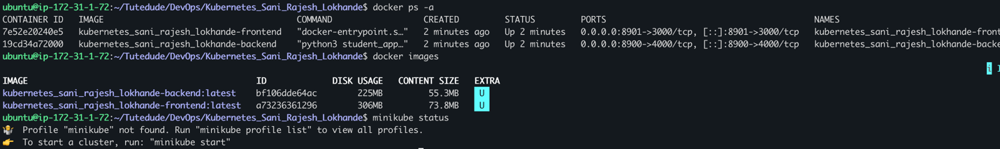 ubuntu@ip-172-31-1-72:~/Tutedude/DevOps/Kubernetes_Sani_Rajesh_Lokhande$ docker ps -a
CONTAINER ID   IMAGE                                   COMMAND                  CREATED         STATUS         PORTS                                         NAMES
7e52e20240e5   kubernetes_sani_rajesh_lokhande-frontend   "docker-entrypoint.s…"   2 minutes ago   Up 2 minutes   0.0.0.0:8901->3000/tcp, [::]:8901->3000/tcp   kubernetes_sani_rajesh_lokhande-front
19cd34a72000   kubernetes_sani_rajesh_lokhande-backend    "python3 student_app…"   2 minutes ago   Up 2 minutes   0.0.0.0:8900->4000/tcp, [::]:8900->4000/tcp   kubernetes_sani_rajesh_lokhande-backe
ubuntu@ip-172-31-1-72:~/Tutedude/DevOps/Kubernetes_Sani_Rajesh_Lokhande$ docker images
i
IMAGE                                      ID             DISK USAGE   CONTENT SIZE   EXTRA
kubernetes_sani_rajesh_lokhande-backend:latest    bf106dde64ac   225MB   55.3MB   U
kubernetes_sani_rajesh_lokhande-frontend:latest   a73236361296   306MB   73.8MB   U
ubuntu@ip-172-31-1-72:~/Tutedude/DevOps/Kubernetes_Sani_Rajesh_Lokhande$ minikube status
🤷  Profile "minikube" not found. Run "minikube profile list" to view all profiles.
👉  To start a cluster, run: "minikube start"